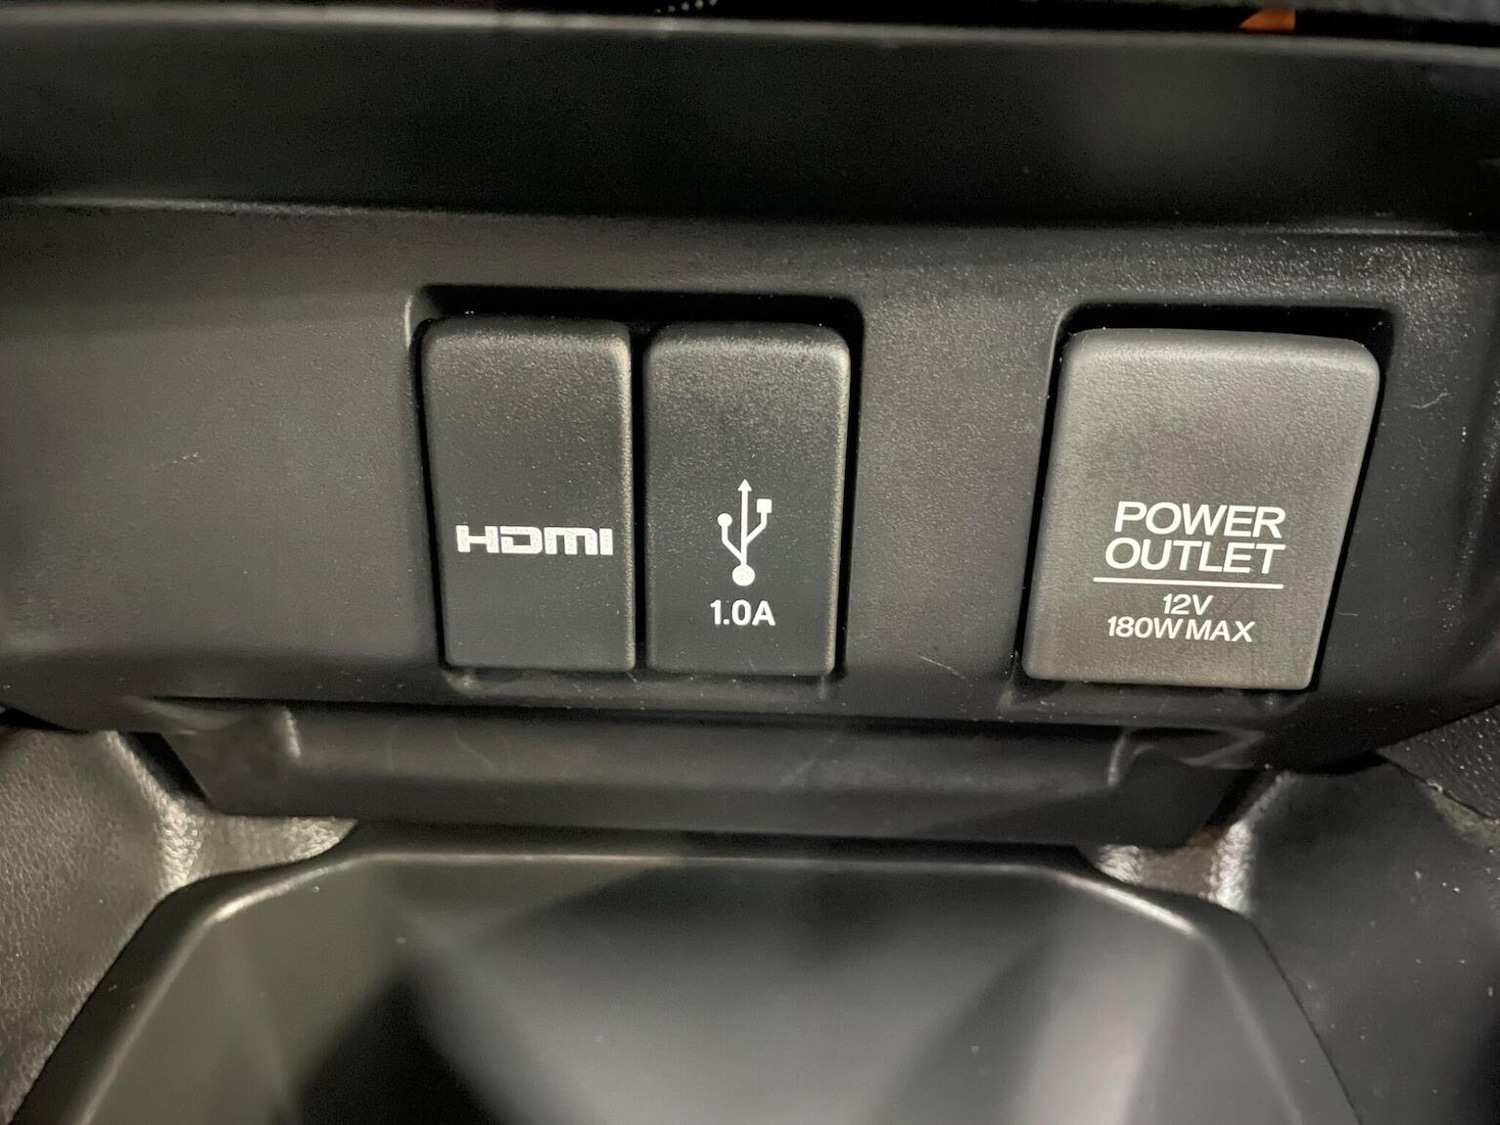 HDMI
1.0A
POWER
OUTLET
12V
180W MAX